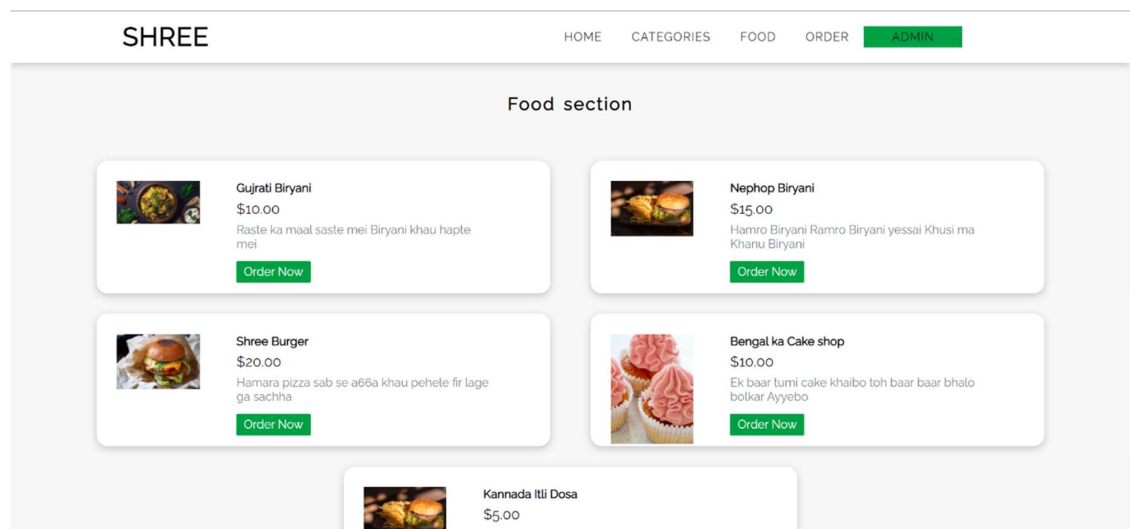 SHREE
HOME CATEGORIES FOOD ORDER ADMIN
Food section
Gujrati Biryani
$10.00
Raste ka maal saste mei Biryani khau hapte
mei
Order Now
Nephop Biryani
$15.00
Hamro Biryani Ramro Biryani yessai Khusi ma
Khanu Biryani
Order Now
Shree Burger
$20.00
Hamara pizza sab se a66a khau pehele fir lage
ga sachha
Order Now
Bengal ka Cake shop
$10.00
Ek baar tumi cake khaibo toh baar baar bhalo
bolkar Ayyebo
Order Now
Kannada Itli Dosa
$5.00